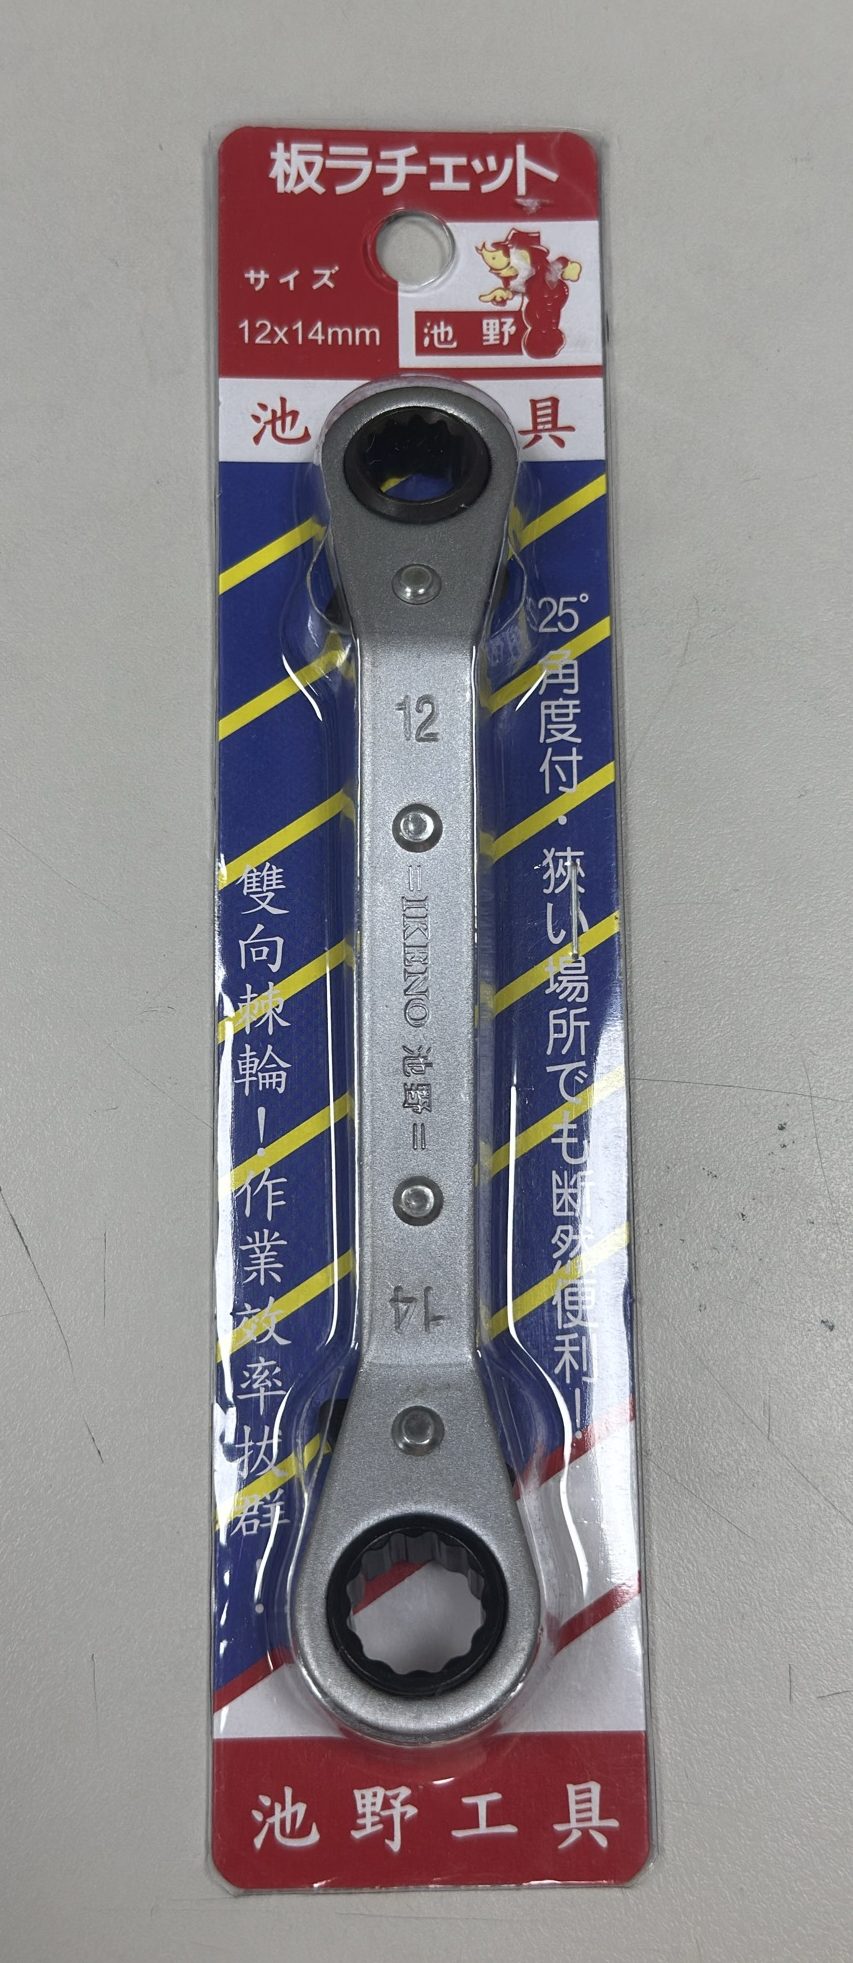 板ラチェット
サイズ
12x14mm
池野
池 具
12
=IKENO 池野=
14
25°角度付・狹い場所でも断然便利！
雙向棘輪！作業效率拔群！
池野工具